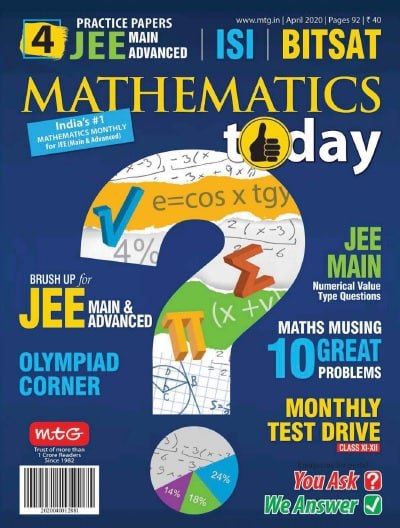 www.mtg.in | April 2020 | Pages 92 | ₹ 40
4 PRACTICE PAPERS
JEE MAIN ADVANCED | ISI | BITSAT
MATHEMATICS
today
India's #1
MATHEMATICS MONTHLY
for JEE (Main & Advanced)
e=cos x tgy
4%
√
Σ
π
(x + y)
JEE
MAIN
Numerical Value
Type Questions
BRUSH UP for
JEE MAIN & ADVANCED
MATHS MUSING
10 GREAT
PROBLEMS
OLYMPIAD
CORNER
MONTHLY
TEST DRIVE
CLASS XI-XII
mtG
Trust of more than
1 Crore Readers
Since 1982
24%
14%
18%
You Ask ?
We Answer